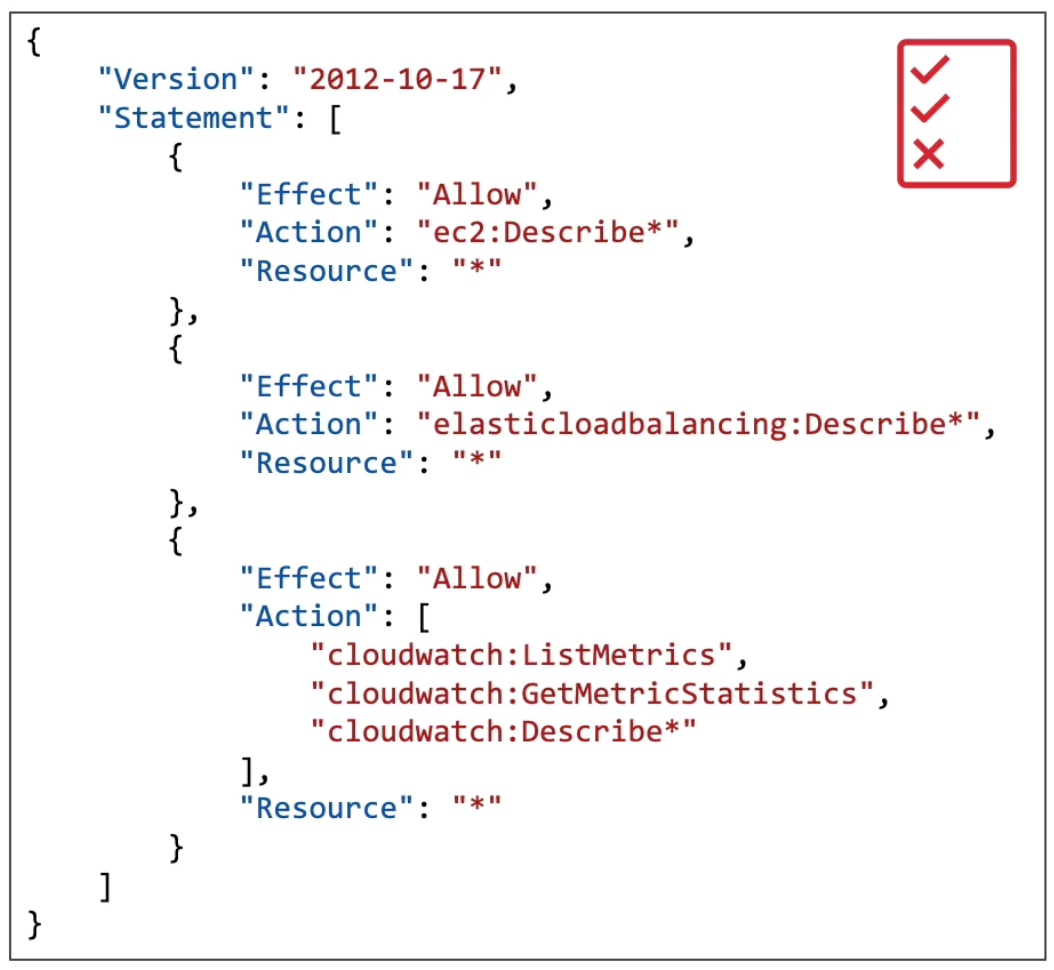 {
    "Version": "2012-10-17",
    "Statement": [
        {
            "Effect": "Allow",
            "Action": "ec2:Describe*",
            "Resource": "*"
        },
        {
            "Effect": "Allow",
            "Action": "elasticloadbalancing:Describe*",
            "Resource": "*"
        },
        {
            "Effect": "Allow",
            "Action": [
                "cloudwatch:ListMetrics",
                "cloudwatch:GetMetricStatistics",
                "cloudwatch:Describe*"
            ],
            "Resource": "*"
        }
    ]
}